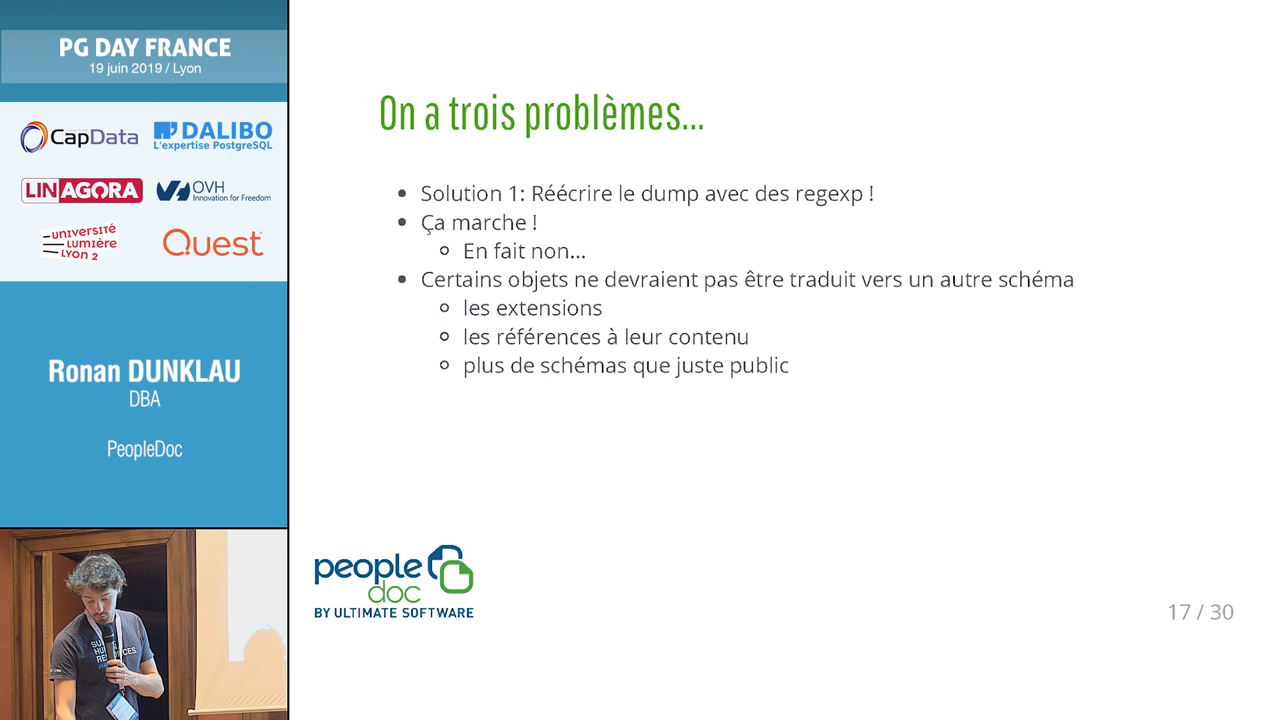 PG DAY FRANCE
19 juin 2019 / Lyon
CapData
DALIBO
L'expertise PostgreSQL
LINAGORA
OVH
Innovation for Freedom
UNIVERSITÉ
LUMIÈRE
LYON 2
Quest
Ronan DUNKLAU
DBA
PeopleDoc
On a trois problèmes...
Solution 1: Réécrire le dump avec des regexp !
Ça marche !
En fait non...
Certains objets ne devraient pas être traduit vers un autre schéma
les extensions
les références à leur contenu
plus de schémas que juste public
people
doc
BY ULTIMATE SOFTWARE
17 / 30